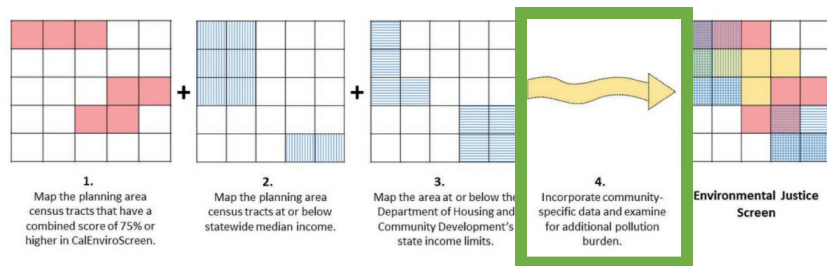 +
+
1.
Map the planning area
census tracts that have a
combined score of 75% or
higher in CalEnviroScreen.
2.
Map the planning area
census tracts at or below
statewide median income.
3.
Map the area at or below the
Department of Housing and
Community Development's
state income limits.
4.
Incorporate community-
specific data and examine
for additional pollution
burden.
Environmental Justice
Screen